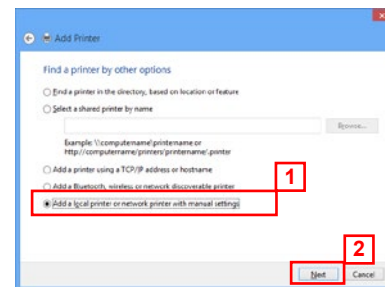 Add Printer
Find a printer by other options
Find a printer in the directory, based on location or feature
Select a shared printer by name
Browse...
Example: \\computername\printername or
http://computername/printers/printername/.printer
Add a printer using a TCP/IP address or hostname
1
Add a Bluetooth, wireless or network discoverable printer
Add a local printer or network printer with manual settings
2
Next
Cancel